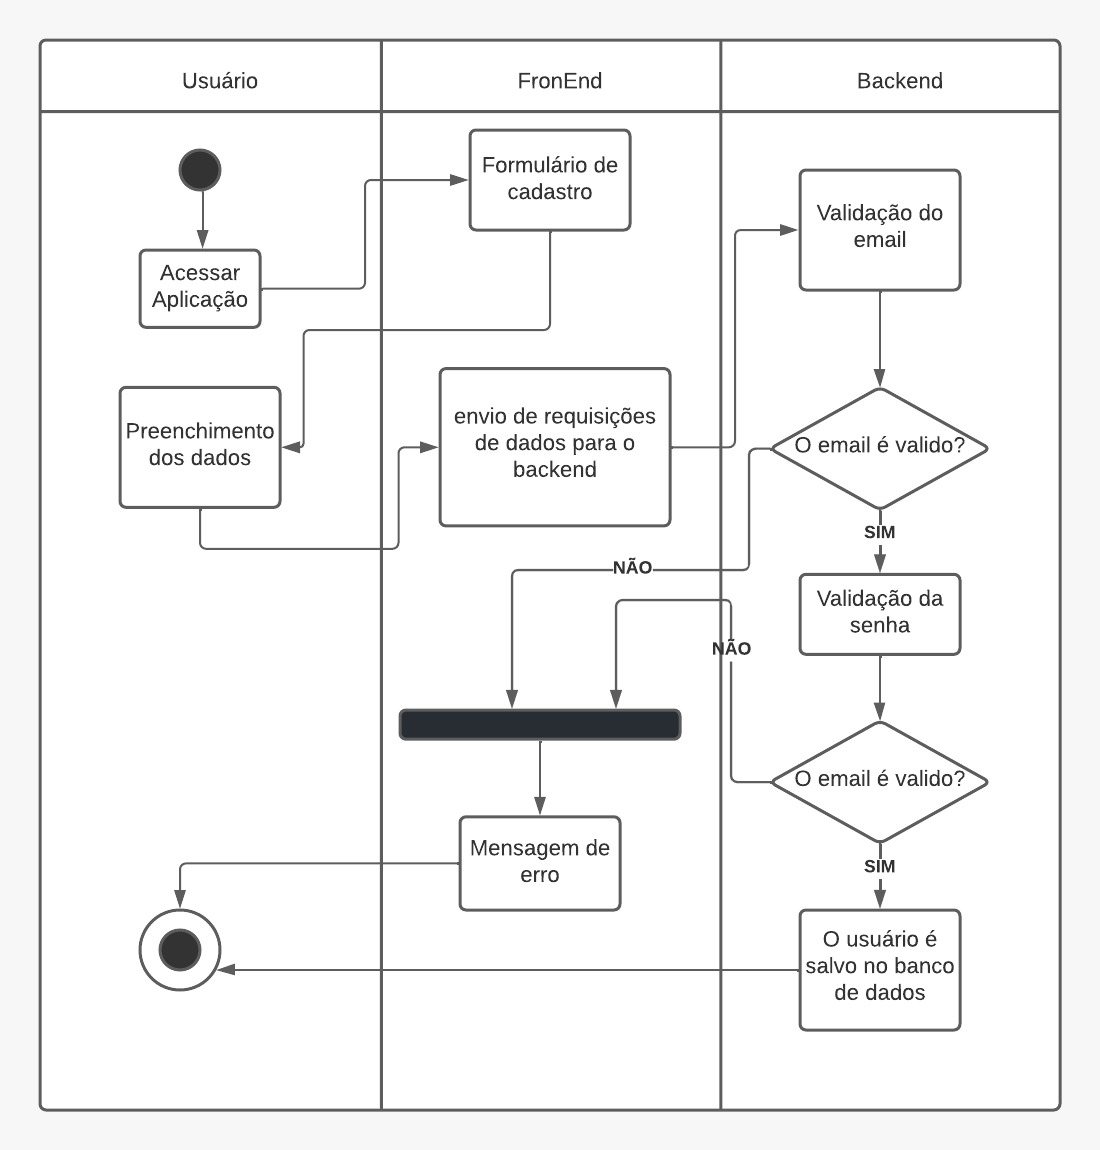 Usuário
FronEnd
Backend
Formulário de
cadastro
Validação do
email
Acessar
Aplicação
Preenchimento
dos dados
envio de requisições
de dados para o
backend
O email é valido?
SIM
NÃO
Validação da
senha
NÃO
O email é valido?
Mensagem de
erro
SIM
O usuário é
salvo no banco
de dados